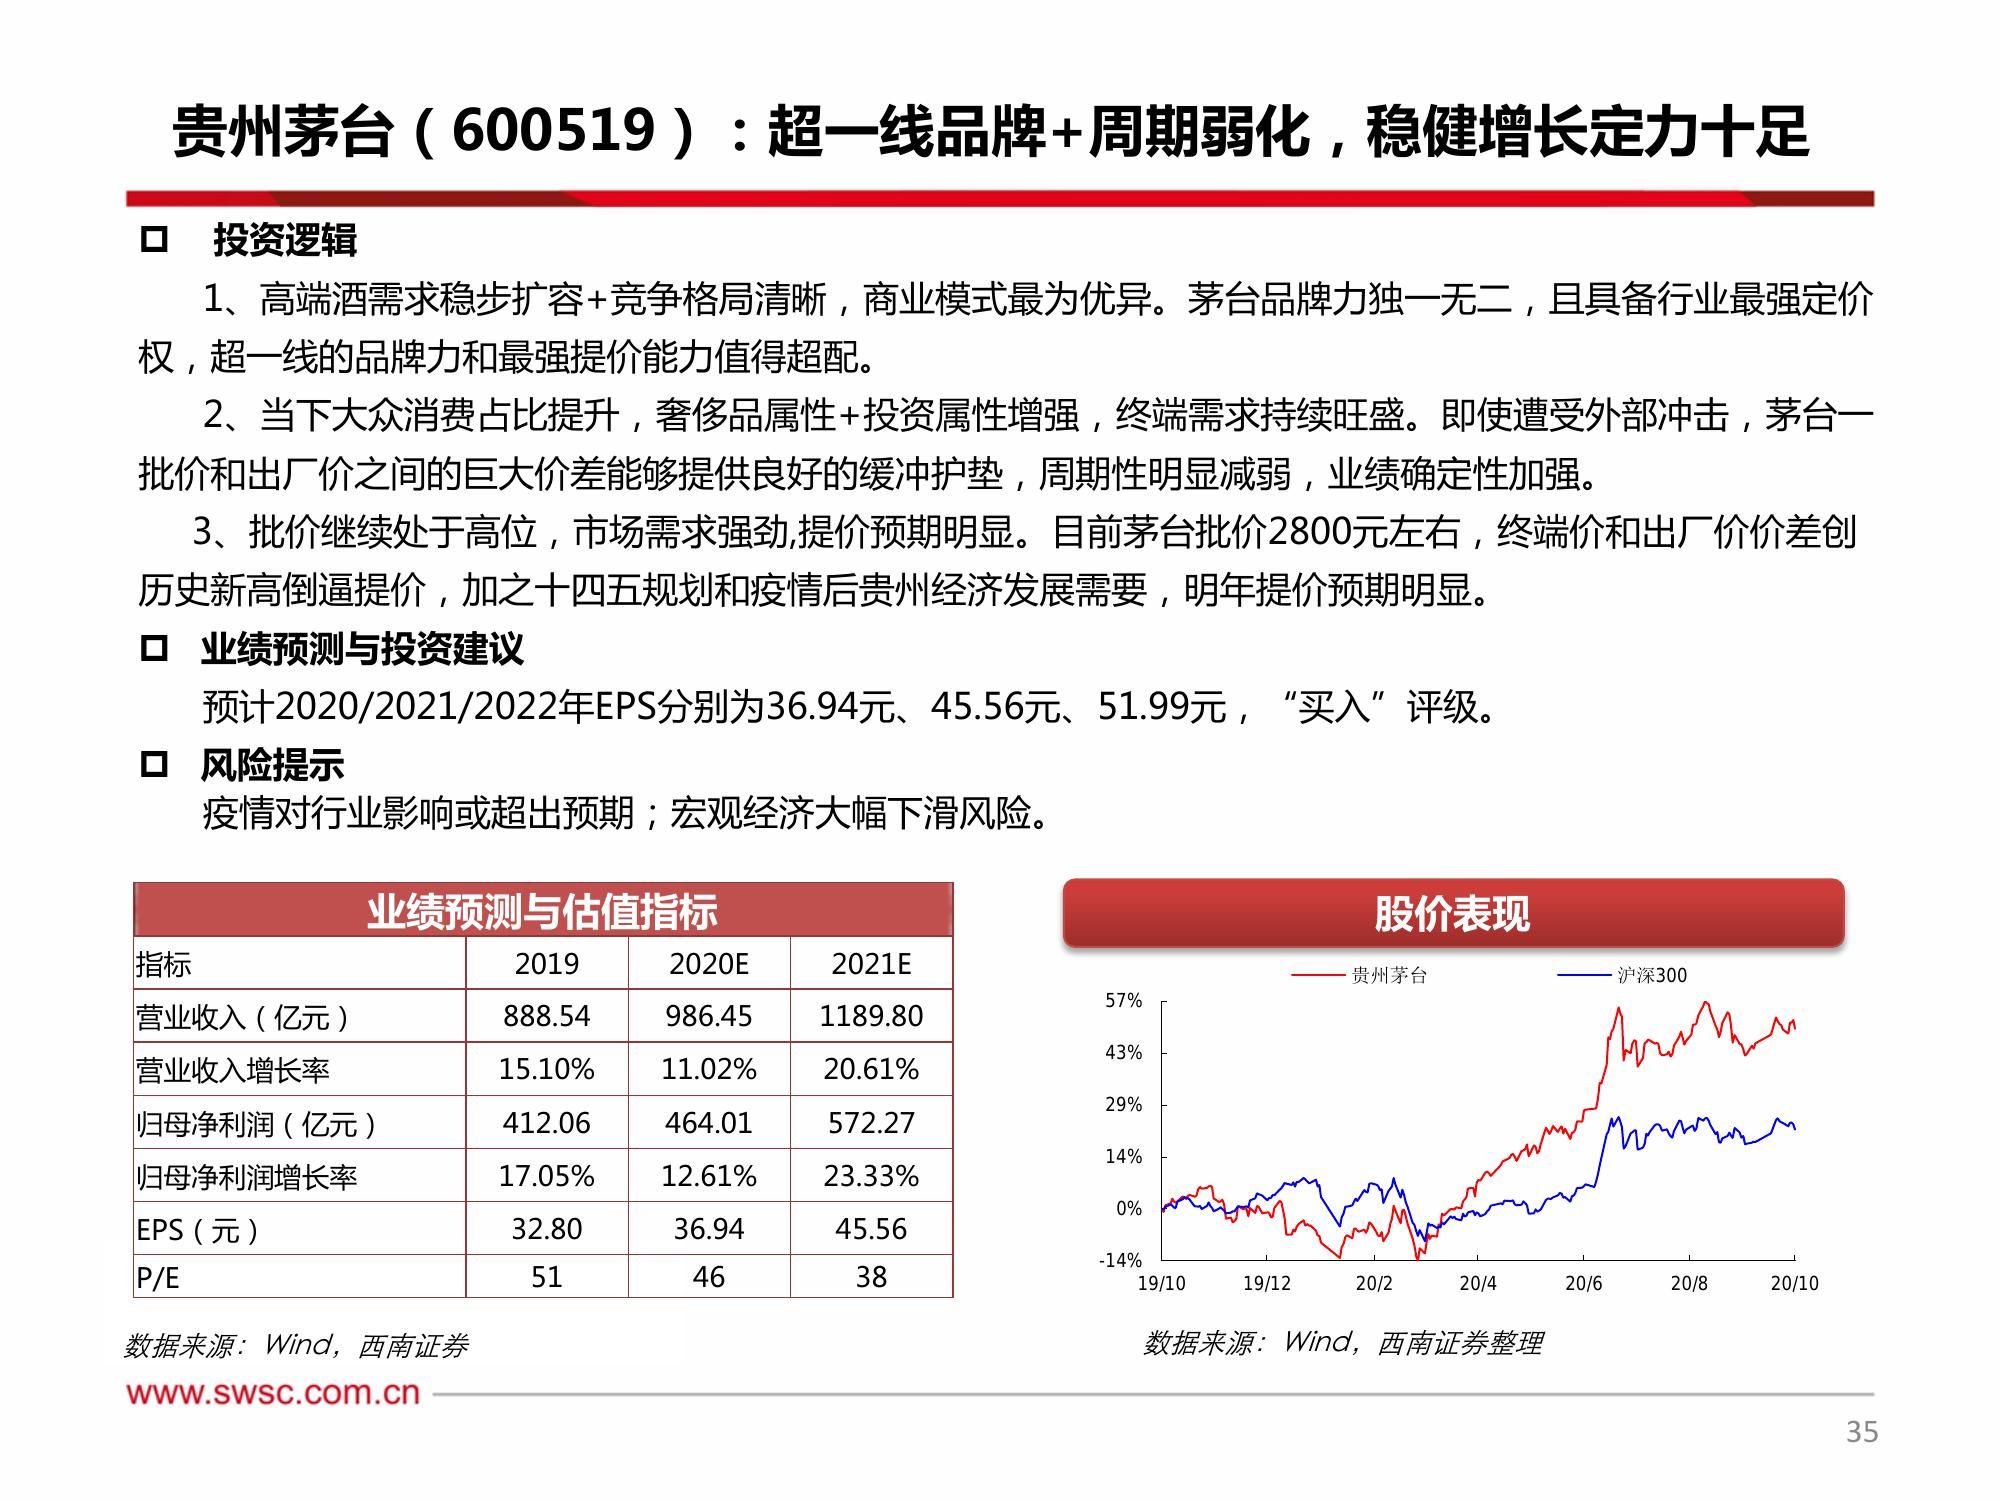 贵州茅台（600519）：超一线品牌+周期弱化，稳健增长定力十足
投资逻辑
1、高端酒需求稳步扩容+竞争格局清晰，商业模式最为优异。茅台品牌力独一无二，且具备行业最强定价
权，超一线的品牌力和最强提价能力值得超配。
2、当下大众消费占比提升，奢侈品属性+投资属性增强，终端需求持续旺盛。即使遭受外部冲击，茅台一
批价和出厂价之间的巨大价差能够提供良好的缓冲护垫，周期性明显减弱，业绩确定性加强。
3、批价继续处于高位，市场需求强劲,提价预期明显。目前茅台批价2800元左右，终端价和出厂价价差创
历史新高倒逼提价，加之十四五规划和疫情后贵州经济发展需要，明年提价预期明显。
业绩预测与投资建议
预计2020/2021/2022年EPS分别为36.94元、45.56元、51.99元，“买入”评级。
风险提示
疫情对行业影响或超出预期；宏观经济大幅下滑风险。
业绩预测与估值指标
指标 2019 2020E 2021E
营业收入（亿元） 888.54 986.45 1189.80
营业收入增长率 15.10% 11.02% 20.61%
归母净利润（亿元） 412.06 464.01 572.27
归母净利润增长率 17.05% 12.61% 23.33%
EPS（元） 32.80 36.94 45.56
P/E 51 46 38
数据来源：Wind，西南证券
股价表现
贵州茅台 沪深300
57%
43%
29%
14%
0%
-14%
19/10 19/12 20/2 20/4 20/6 20/8 20/10
数据来源：Wind，西南证券整理
www.swsc.com.cn
35